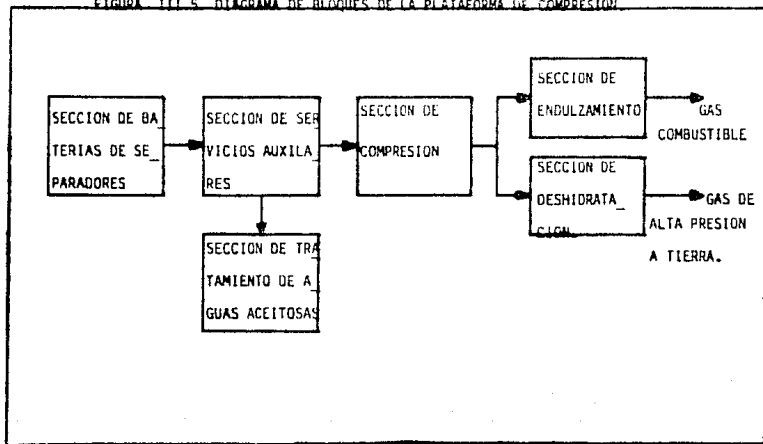 FIGURA III.5. DIAGRAMA DE BLOQUES DE LA PLATAFORMA DE COMPRESION.
SECCION DE BA_
TERIAS DE SE_
PARADORES
SECCION DE SER
VICIOS AUXILA_
RES
SECCION DE
COMPRESION
SECCION DE
ENDULZAMIENTO
GAS
COMBUSTIBLE
SECCION DE
DESHIDRATA_
CION.
GAS DE
ALTA PRESION
A TIERRA.
SECCION DE TRA
TAMIENTO DE A_
GUAS ACEITOSAS